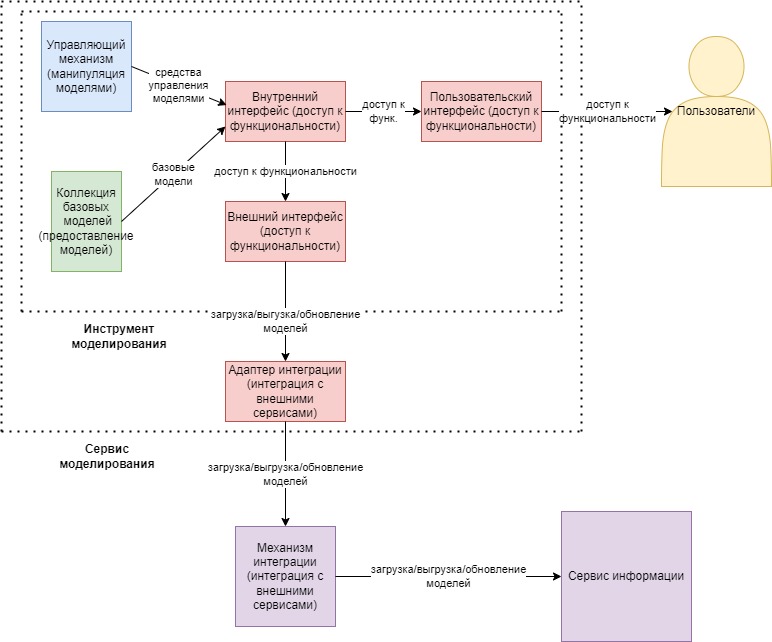 Управляющий
механизм
(манипуляция
моделями)
средства
управления
моделями
Внутренний
интерфейс (доступ к
функциональности)
доступ к
функ.
Пользовательский
интерфейс (доступ к
функциональности)
доступ к
функциональности
Пользователи
базовые
модели
Коллекция
базовых
моделей
(предоставление
моделей)
доступ к функциональности
Внешний интерфейс
(доступ к
функциональности)
загрузка/выгузка/обновление
моделей
Инструмент
моделирования
Адаптер интеграции
(интеграция с
внешними
сервисами)
Сервис
моделирования
загрузка/выгрузка/обновление
моделей
Механизм
интеграции
(интеграция с
внешними
сервисами)
загрузка/выгрузка/обновление
моделей
Сервис информации